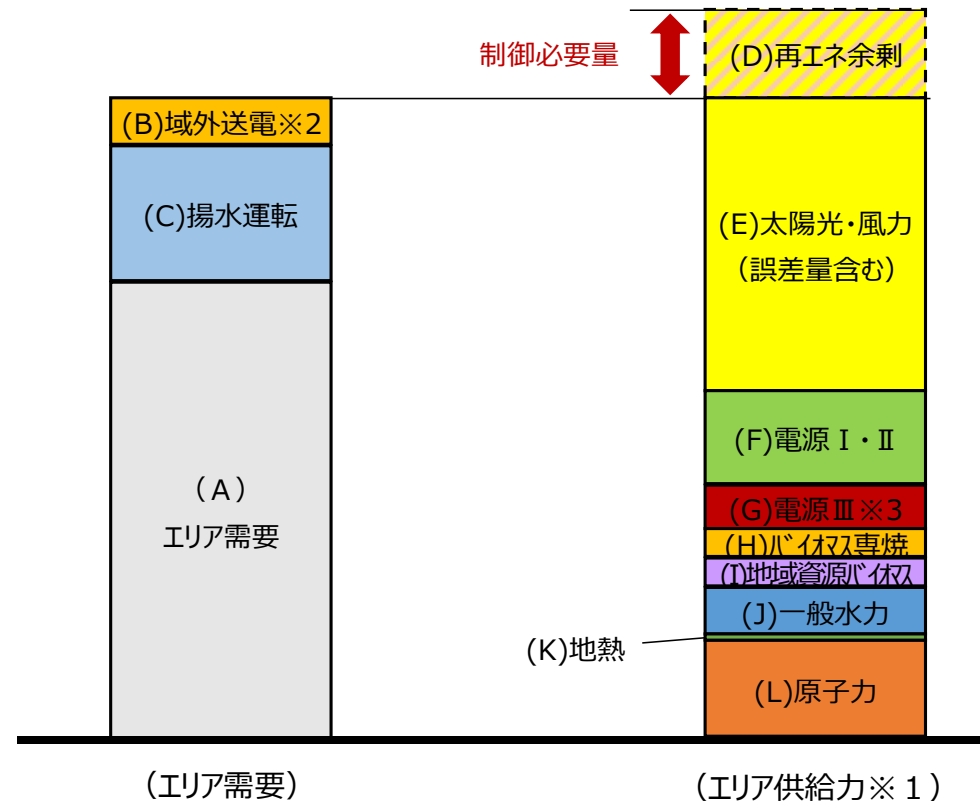 制御必要量
(D)再エネ余剰
(B)域外送電※2
(C)揚水運転
(E)太陽光・風力
（誤差量含む）
(F)電源Ⅰ・Ⅱ
（A）
エリア需要
(G)電源Ⅲ※3
(H)バイオマス専焼
(I)地域資源バイオマス
(J)一般水力
(K)地熱
(L)原子力
（エリア需要）
（エリア供給力※１）